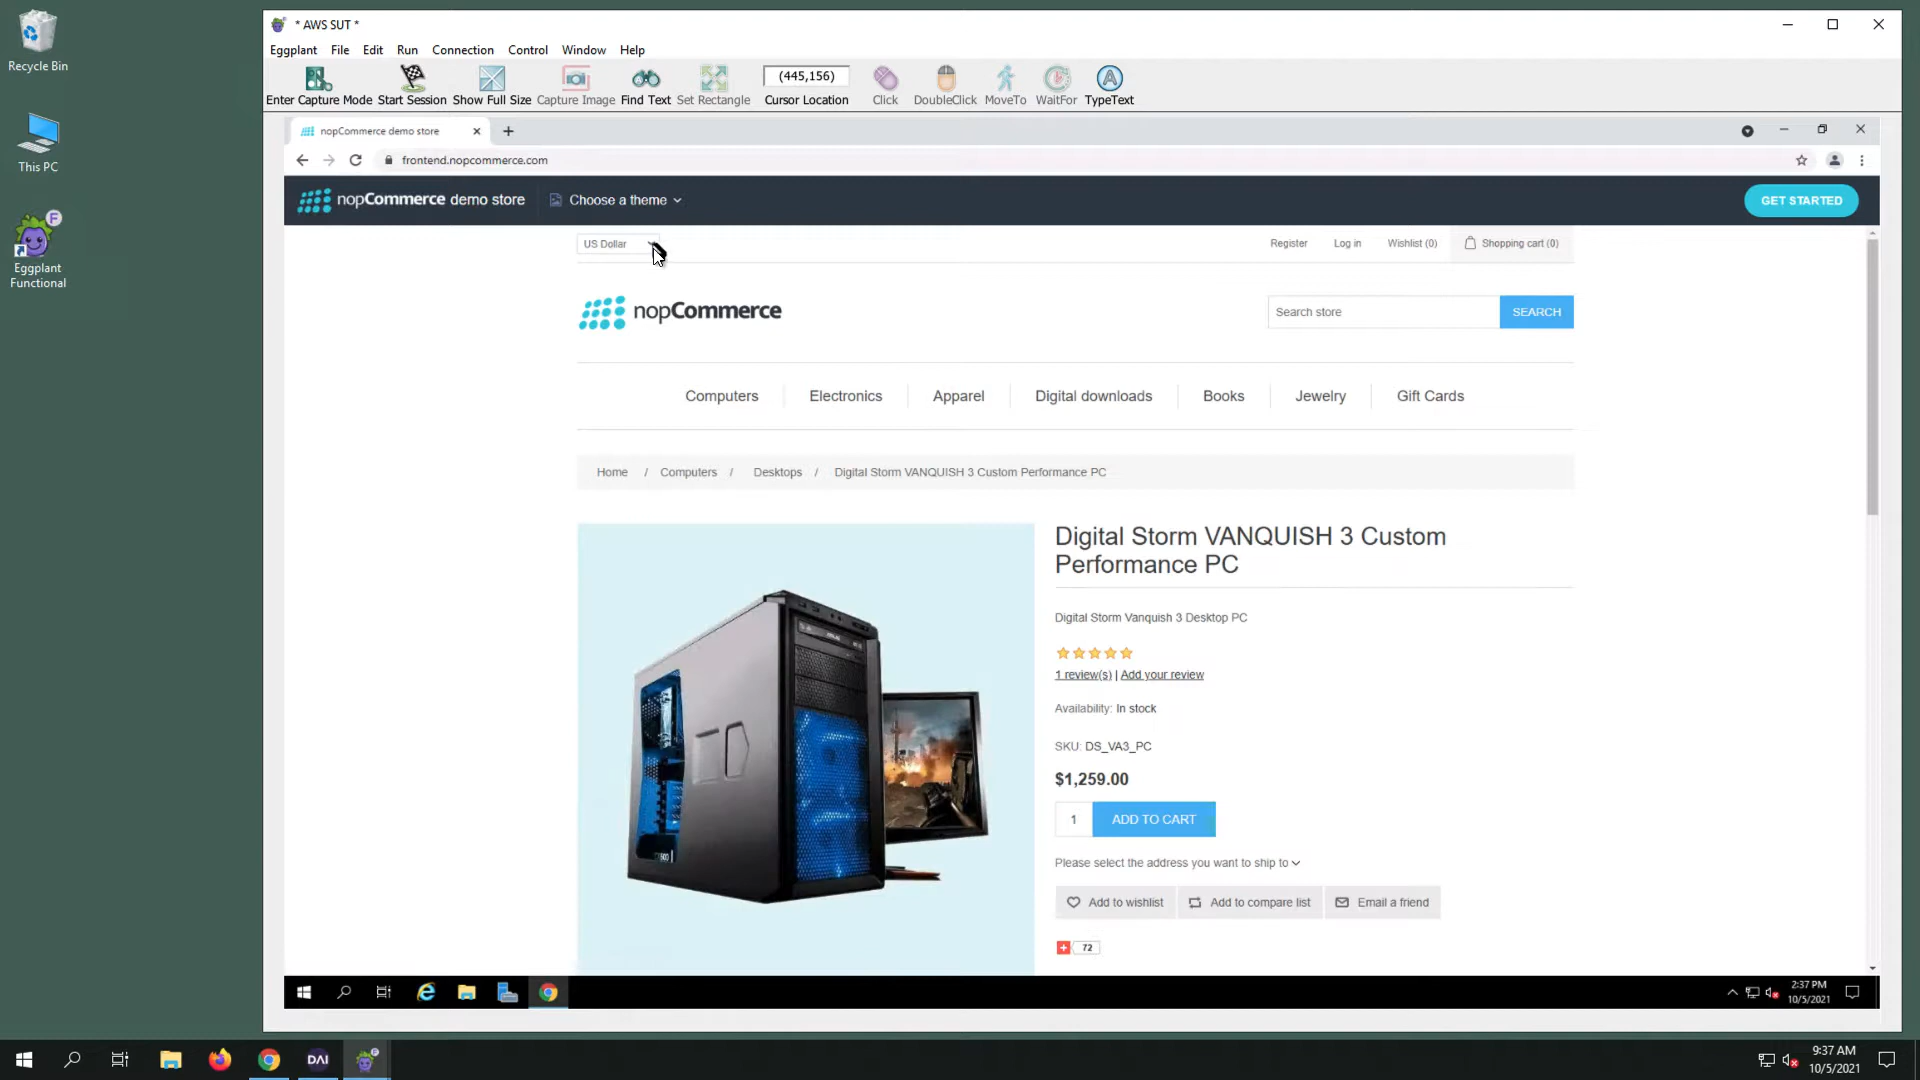 Recycle Bin
This PC
Eggplant
Functional
* AWS SUT *
Eggplant File Edit Run Connection Control Window Help
(445,156)
Enter Capture Mode Start Session Show Full Size Capture Image Find Text Set Rectangle Cursor Location Click DoubleClick MoveTo WaitFor TypeText
nopCommerce demo store
frontend.nopcommerce.com
nopCommerce demo store Choose a theme GET STARTED
US Dollar Register Log in Wishlist (0) Shopping cart (0)
nopCommerce Search store SEARCH
Computers Electronics Apparel Digital downloads Books Jewelry Gift Cards
Home / Computers / Desktops / Digital Storm VANQUISH 3 Custom Performance PC
Digital Storm VANQUISH 3 Custom
Performance PC
Digital Storm Vanquish 3 Desktop PC
1 review(s) | Add your review
Availability: In stock
SKU: DS_VA3_PC
$1,259.00
1 ADD TO CART
Please select the address you want to ship to
Add to wishlist Add to compare list Email a friend
+ 72
2:37 PM
10/5/2021
DAI
9:37 AM
10/5/2021